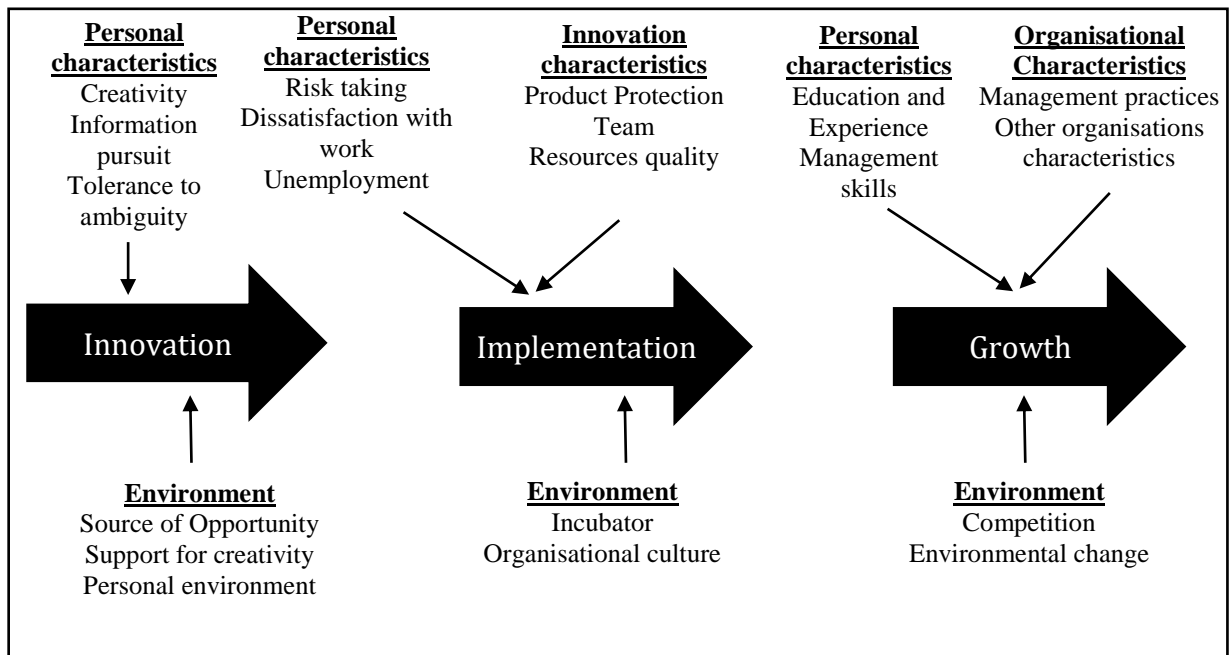 Personal
characteristics
Creativity
Information
pursuit
Tolerance to
ambiguity
Personal
characteristics
Risk taking
Dissatisfaction with
work
Unemployment
Innovation
characteristics
Product Protection
Team
Resources quality
Personal
characteristics
Education and
Experience
Management
skills
Organisational
Characteristics
Management practices
Other organisations
characteristics
Innovation
Implementation
Growth
Environment
Source of Opportunity
Support for creativity
Personal environment
Environment
Incubator
Organisational culture
Environment
Competition
Environmental change